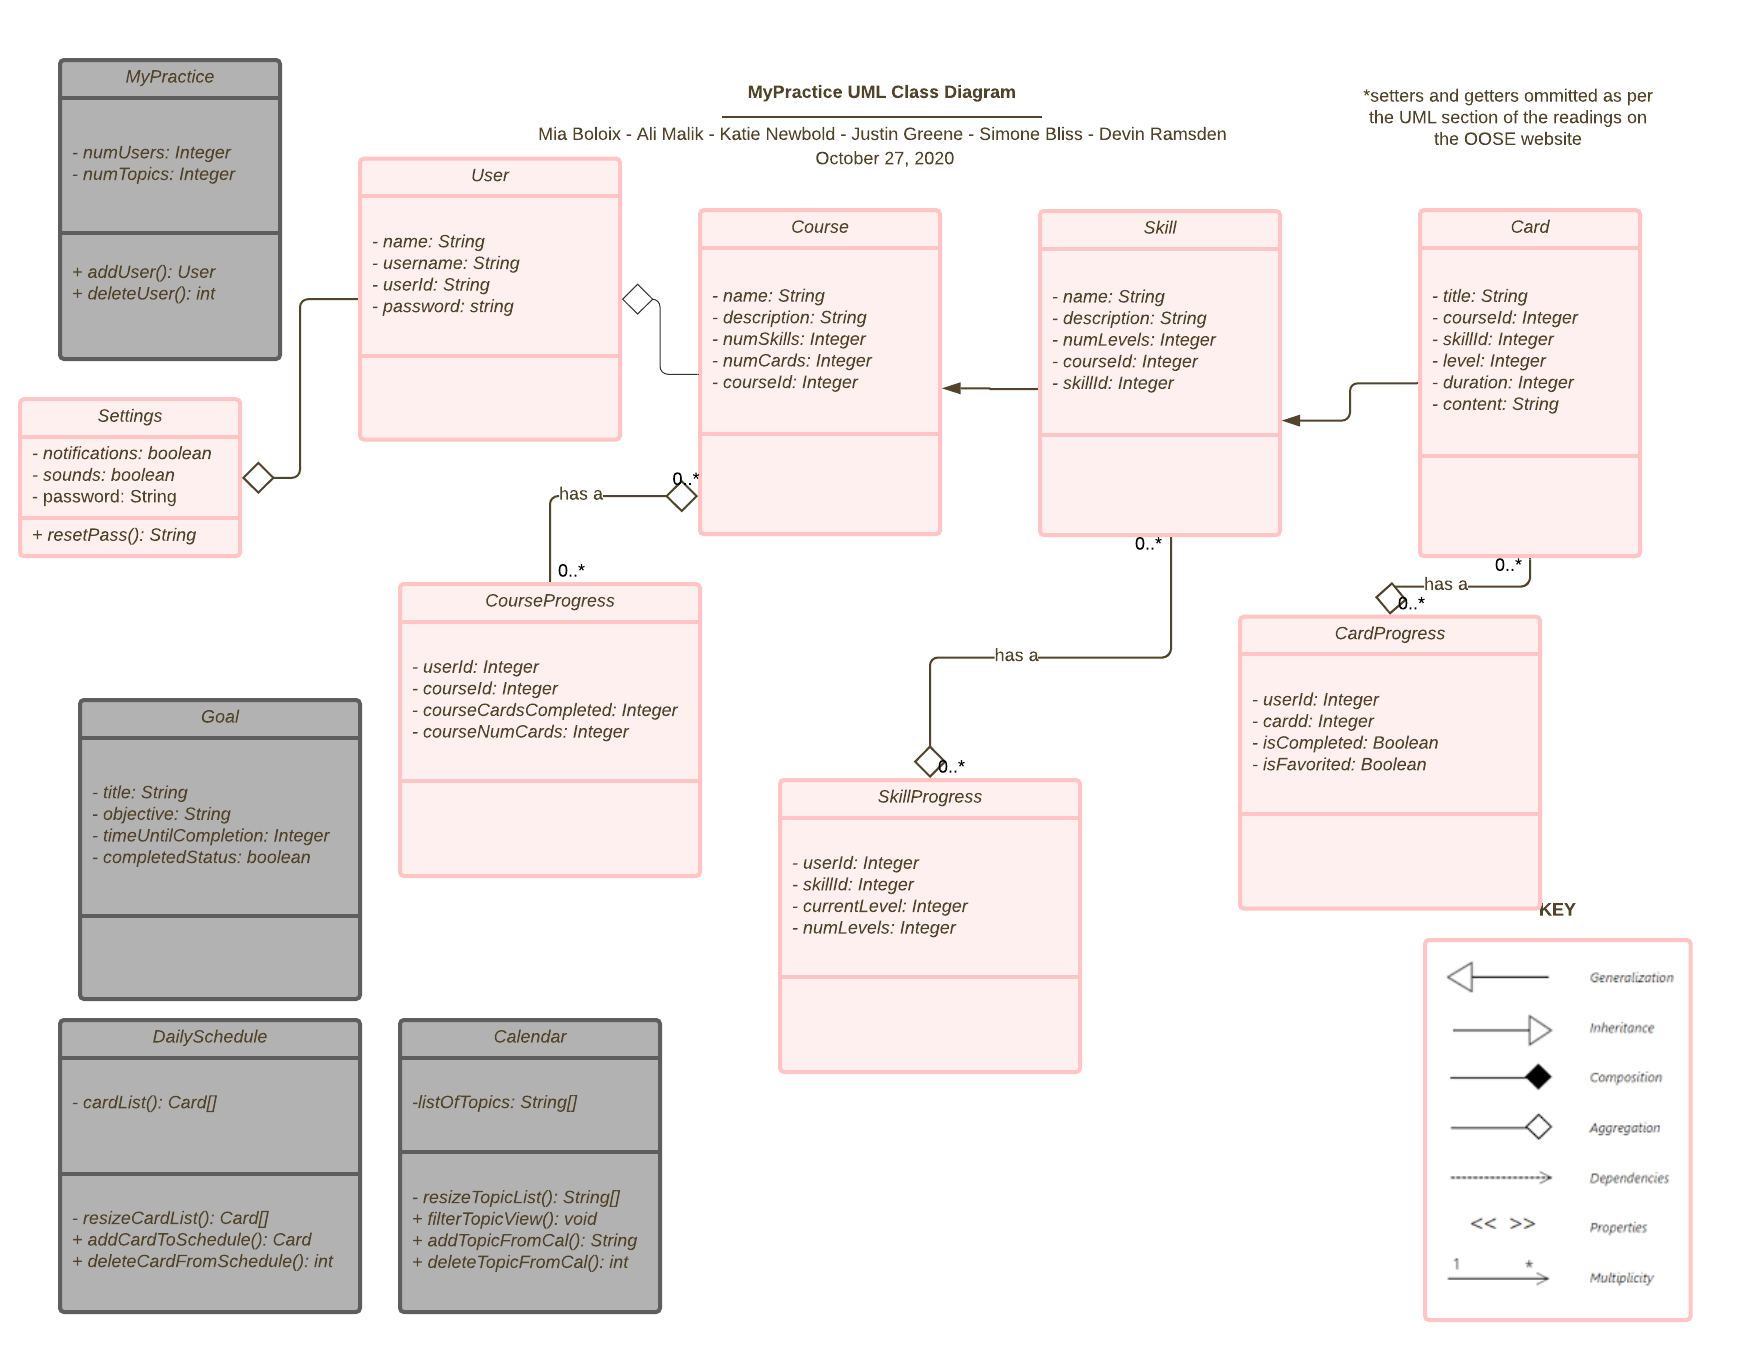 MyPractice UML Class Diagram
Mia Boloix - Ali Malik - Katie Newbold - Justin Greene - Simone Bliss - Devin Ramsden
October 27, 2020
*setters and getters ommitted as per
the UML section of the readings on
the OOSE website
MyPractice
- numUsers: Integer
- numTopics: Integer
+ addUser(): User
+ deleteUser(): int
User
- name: String
- username: String
- userId: String
- password: string
Course
- name: String
- description: String
- numSkills: Integer
- numCards: Integer
- courseId: Integer
Skill
- name: String
- description: String
- numLevels: Integer
- courseId: Integer
- skillId: Integer
Card
- title: String
- courseId: Integer
- skillId: Integer
- level: Integer
- duration: Integer
- content: String
Settings
- notifications: boolean
- sounds: boolean
- password: String
+ resetPass(): String
0..*
has a
0..*
0..*
has a
0..*
0..*
has a
0..*
CourseProgress
- userId: Integer
- courseId: Integer
- courseCardsCompleted: Integer
- courseNumCards: Integer
SkillProgress
- userId: Integer
- skillId: Integer
- currentLevel: Integer
- numLevels: Integer
CardProgress
- userId: Integer
- cardd: Integer
- isCompleted: Boolean
- isFavorited: Boolean
Goal
- title: String
- objective: String
- timeUntilCompletion: Integer
- completedStatus: boolean
DailySchedule
- cardList(): Card[]
- resizeCardList(): Card[]
+ addCardToSchedule(): Card
+ deleteCardFromSchedule(): int
Calendar
-listOfTopics: String[]
- resizeTopicList(): String[]
+ filterTopicView(): void
+ addTopicFromCal(): String
+ deleteTopicFromCal(): int
KEY
Generalization
Inheritance
Composition
Aggregation
Dependencies
<< >> Properties
1 * Multiplicity